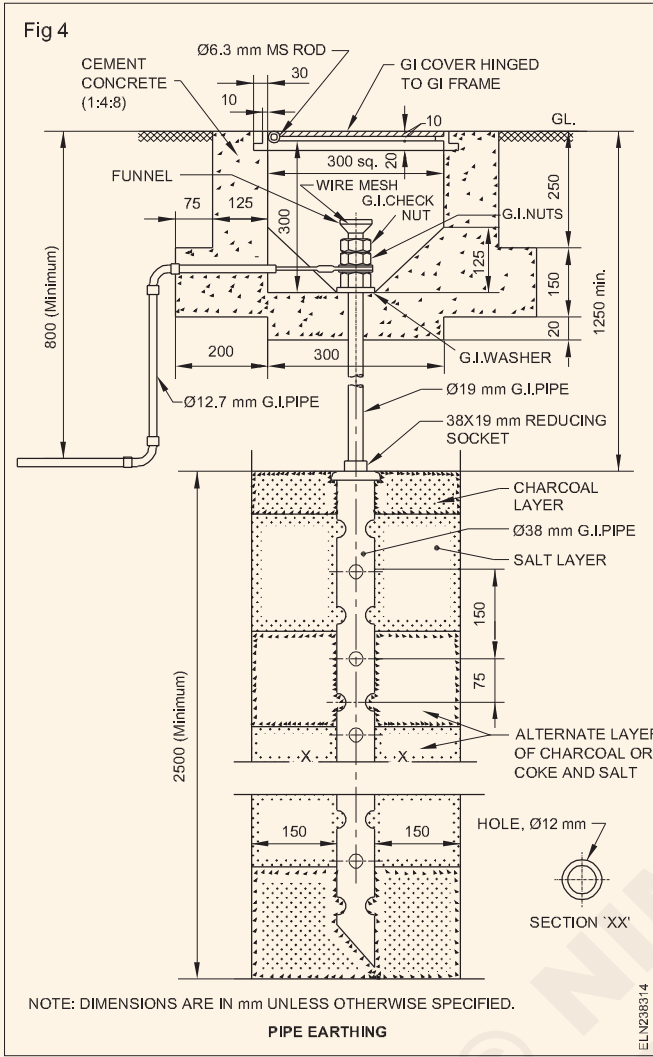 Fig 4
Ø6.3 mm MS ROD
CEMENT
CONCRETE
(1:4:8)
30
10
GI COVER HINGED
TO GI FRAME
10
GL.
300 sq.
20
FUNNEL
WIRE MESH
G.I.CHECK
NUT
G.I.NUTS
75
125
300
250
125
150
20
800 (Minimum)
1250 min.
200
300
G.I.WASHER
Ø12.7 mm G.I.PIPE
Ø19 mm G.I.PIPE
38X19 mm REDUCING
SOCKET
CHARCOAL
LAYER
Ø38 mm G.I.PIPE
SALT LAYER
150
75
2500 (Minimum)
ALTERNATE LAYER
OF CHARCOAL OR
COKE AND SALT
X
X
150
150
HOLE, Ø12 mm
SECTION 'XX'
NOTE: DIMENSIONS ARE IN mm UNLESS OTHERWISE SPECIFIED.
PIPE EARTHING
ELN238314